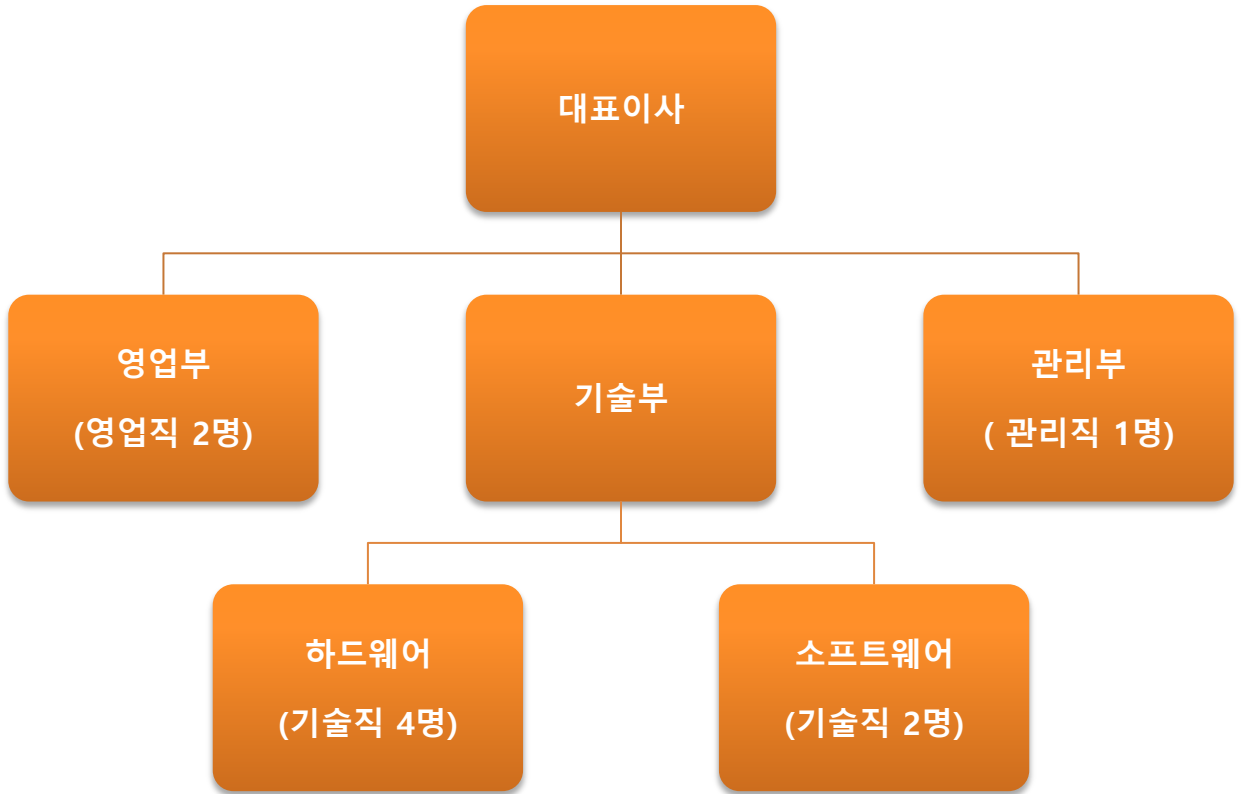 대표이사
영업부
(영업직 2명)
기술부
관리부
( 관리직 1명)
하드웨어
(기술직 4명)
소프트웨어
(기술직 2명)